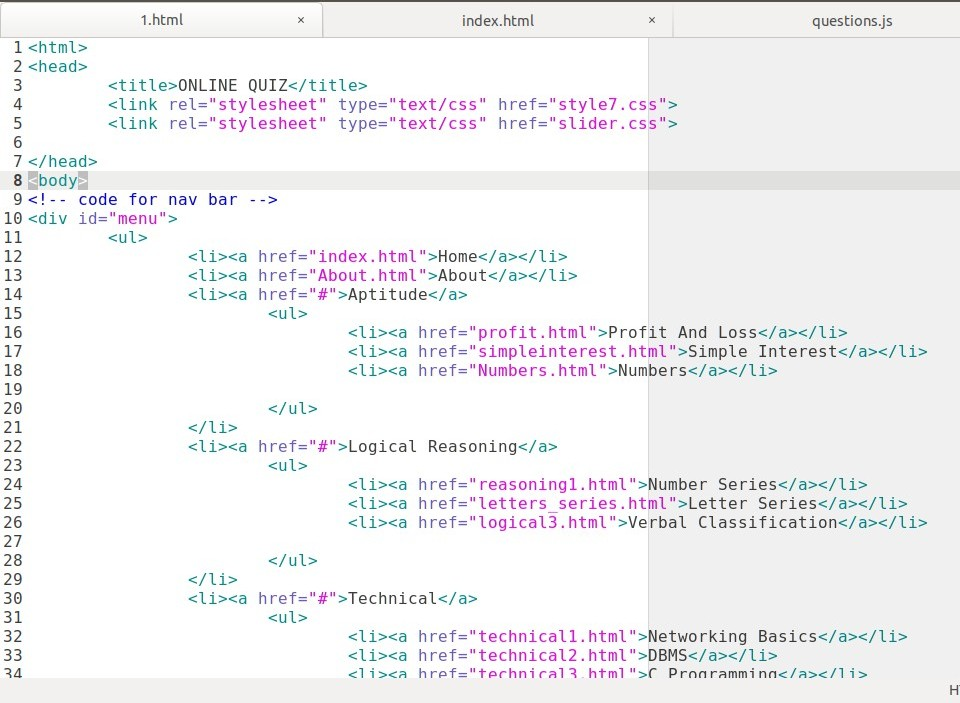 1.html × index.html × questions.js
1 <html>
2 <head>
3 <title>ONLINE QUIZ</title>
4 <link rel="stylesheet" type="text/css" href="style7.css">
5 <link rel="stylesheet" type="text/css" href="slider.css">
6
7 </head>
8 <body>
9 <!-- code for nav bar -->
10 <div id="menu">
11 <ul>
12 <li><a href="index.html">Home</a></li>
13 <li><a href="About.html">About</a></li>
14 <li><a href="#">Aptitude</a>
15 <ul>
16 <li><a href="profit.html">Profit And Loss</a></li>
17 <li><a href="simpleinterest.html">Simple Interest</a></li>
18 <li><a href="Numbers.html">Numbers</a></li>
19
20 </ul>
21 </li>
22 <li><a href="#">Logical Reasoning</a>
23 <ul>
24 <li><a href="reasoning1.html">Number Series</a></li>
25 <li><a href="letters_series.html">Letter Series</a></li>
26 <li><a href="logical3.html">Verbal Classification</a></li>
27
28 </ul>
29 </li>
30 <li><a href="#">Technical</a>
31 <ul>
32 <li><a href="technical1.html">Networking Basics</a></li>
33 <li><a href="technical2.html">DBMS</a></li>
34 <li><a href="technical3.html">C Programming</a></li>